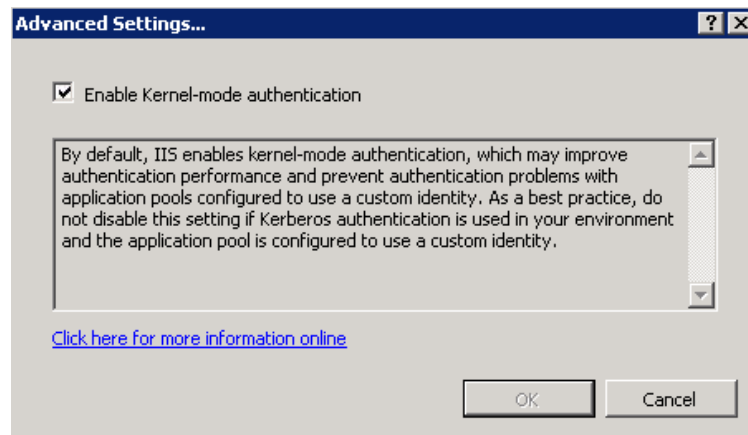 Advanced Settings...
Enable Kernel-mode authentication
By default, IIS enables kernel-mode authentication, which may improve
authentication performance and prevent authentication problems with
application pools configured to use a custom identity. As a best practice, do
not disable this setting if Kerberos authentication is used in your environment
and the application pool is configured to use a custom identity.
Click here for more information online
OK
Cancel